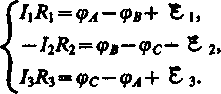 I₁R₁ = φ_A − φ_B + ℰ₁,
−I₂R₂ = φ_B − φ_C − ℰ₂,
I₃R₃ = φ_C − φ_A + ℰ₃.